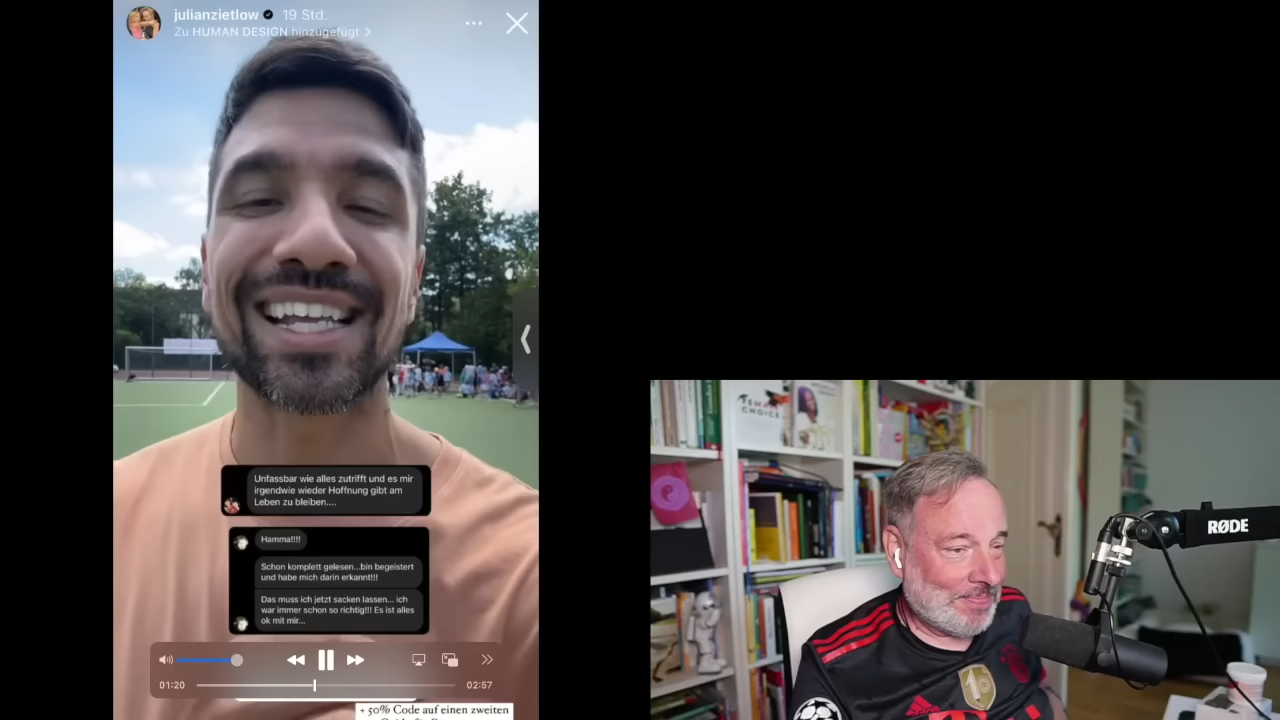 julianzietlow 19 Std.
Zu HUMAN DESIGN hinzugefügt
Unfassbar wie alles zutrifft und es mir
irgendwie wieder Hoffnung gibt am
Leben zu bleiben....
Hamma!!!!
Schon komplett gelesen...bin begeistert
und habe mich darin erkannt!!!
Das muss ich jetzt sacken lassen... ich
war immer schon so richtig!!! Es ist alles
ok mit mir...
01:20
02:57
+ 50% Code auf einen zweiten
CHOICE
RØDE